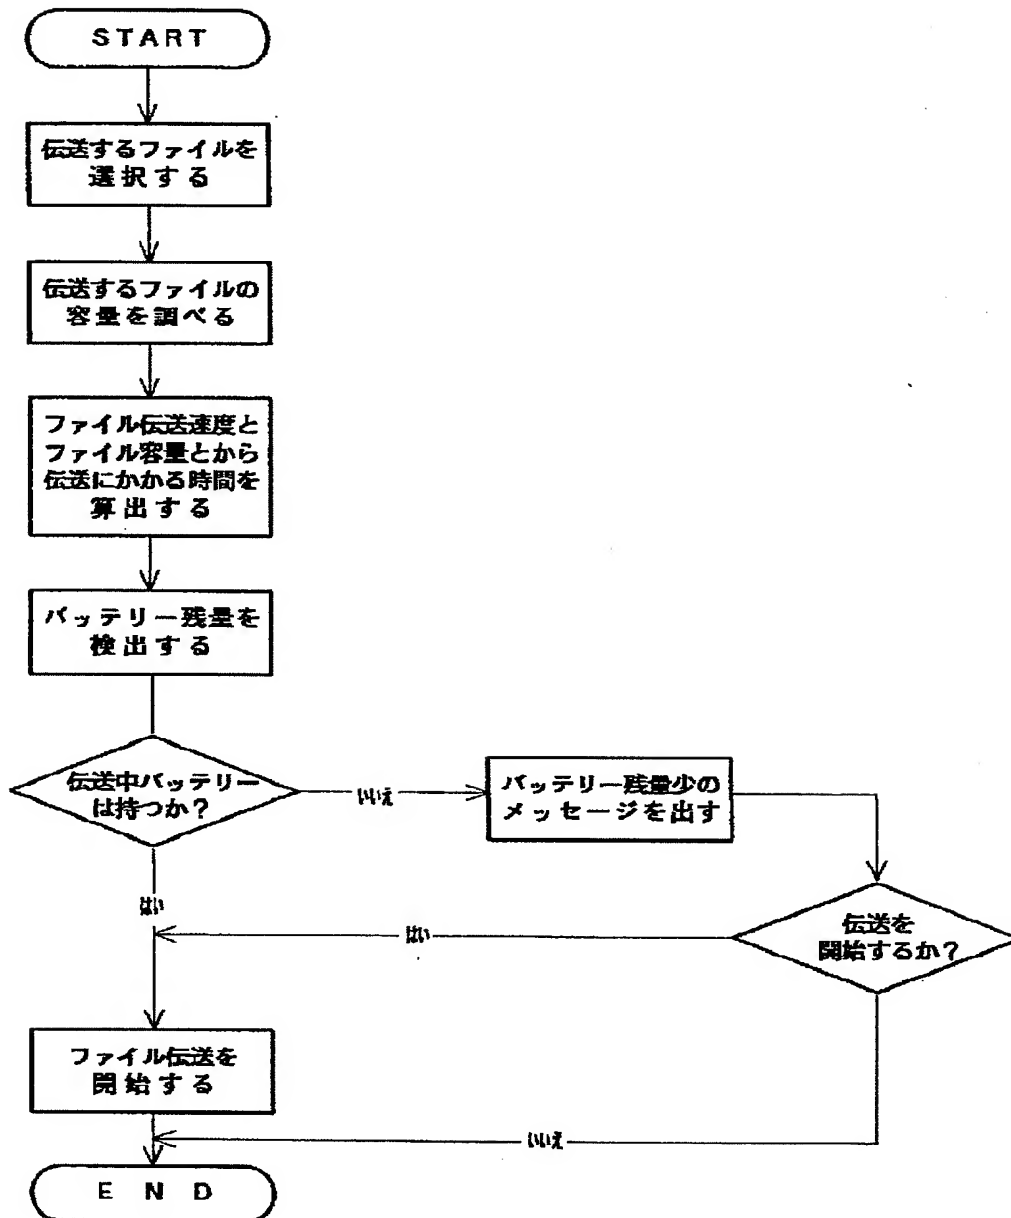 START
伝送するファイルを
選択する
伝送するファイルの
容量を調べる
ファイル伝送速度と
ファイル容量とから
伝送にかかる時間を
算出する
バッテリー残量を
検出する
伝送中バッテリー
は持つか?
いいえ
バッテリー残量少の
メッセージを出す
はい
はい
伝送を
開始するか?
ファイル伝送を
開始する
いいえ
END